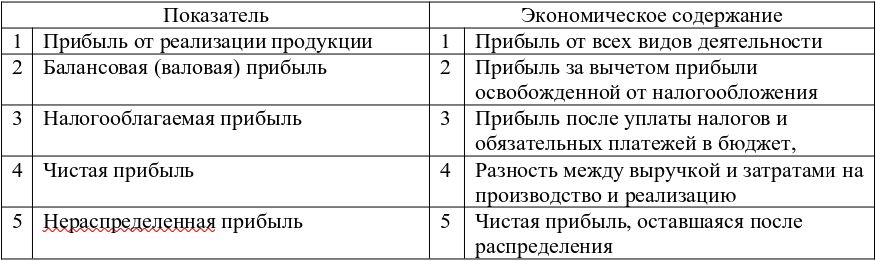 Показатель Экономическое содержание
1 Прибыль от реализации продукции 1 Прибыль от всех видов деятельности
2 Балансовая (валовая) прибыль 2 Прибыль за вычетом прибыли
освобожденной от налогообложения
3 Налогооблагаемая прибыль 3 Прибыль после уплаты налогов и
обязательных платежей в бюджет,
4 Чистая прибыль 4 Разность между выручкой и затратами на
производство и реализацию
5 Нераспределенная прибыль 5 Чистая прибыль, оставшаяся после
распределения